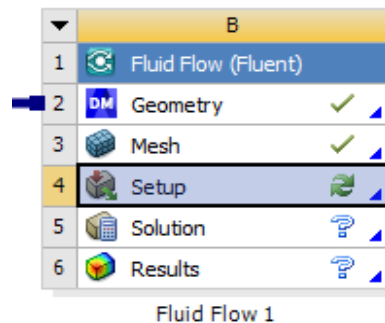 B
1 Fluid Flow (Fluent)
2 DM Geometry
3 Mesh
4 Setup
5 Solution ?
6 Results ?
Fluid Flow 1